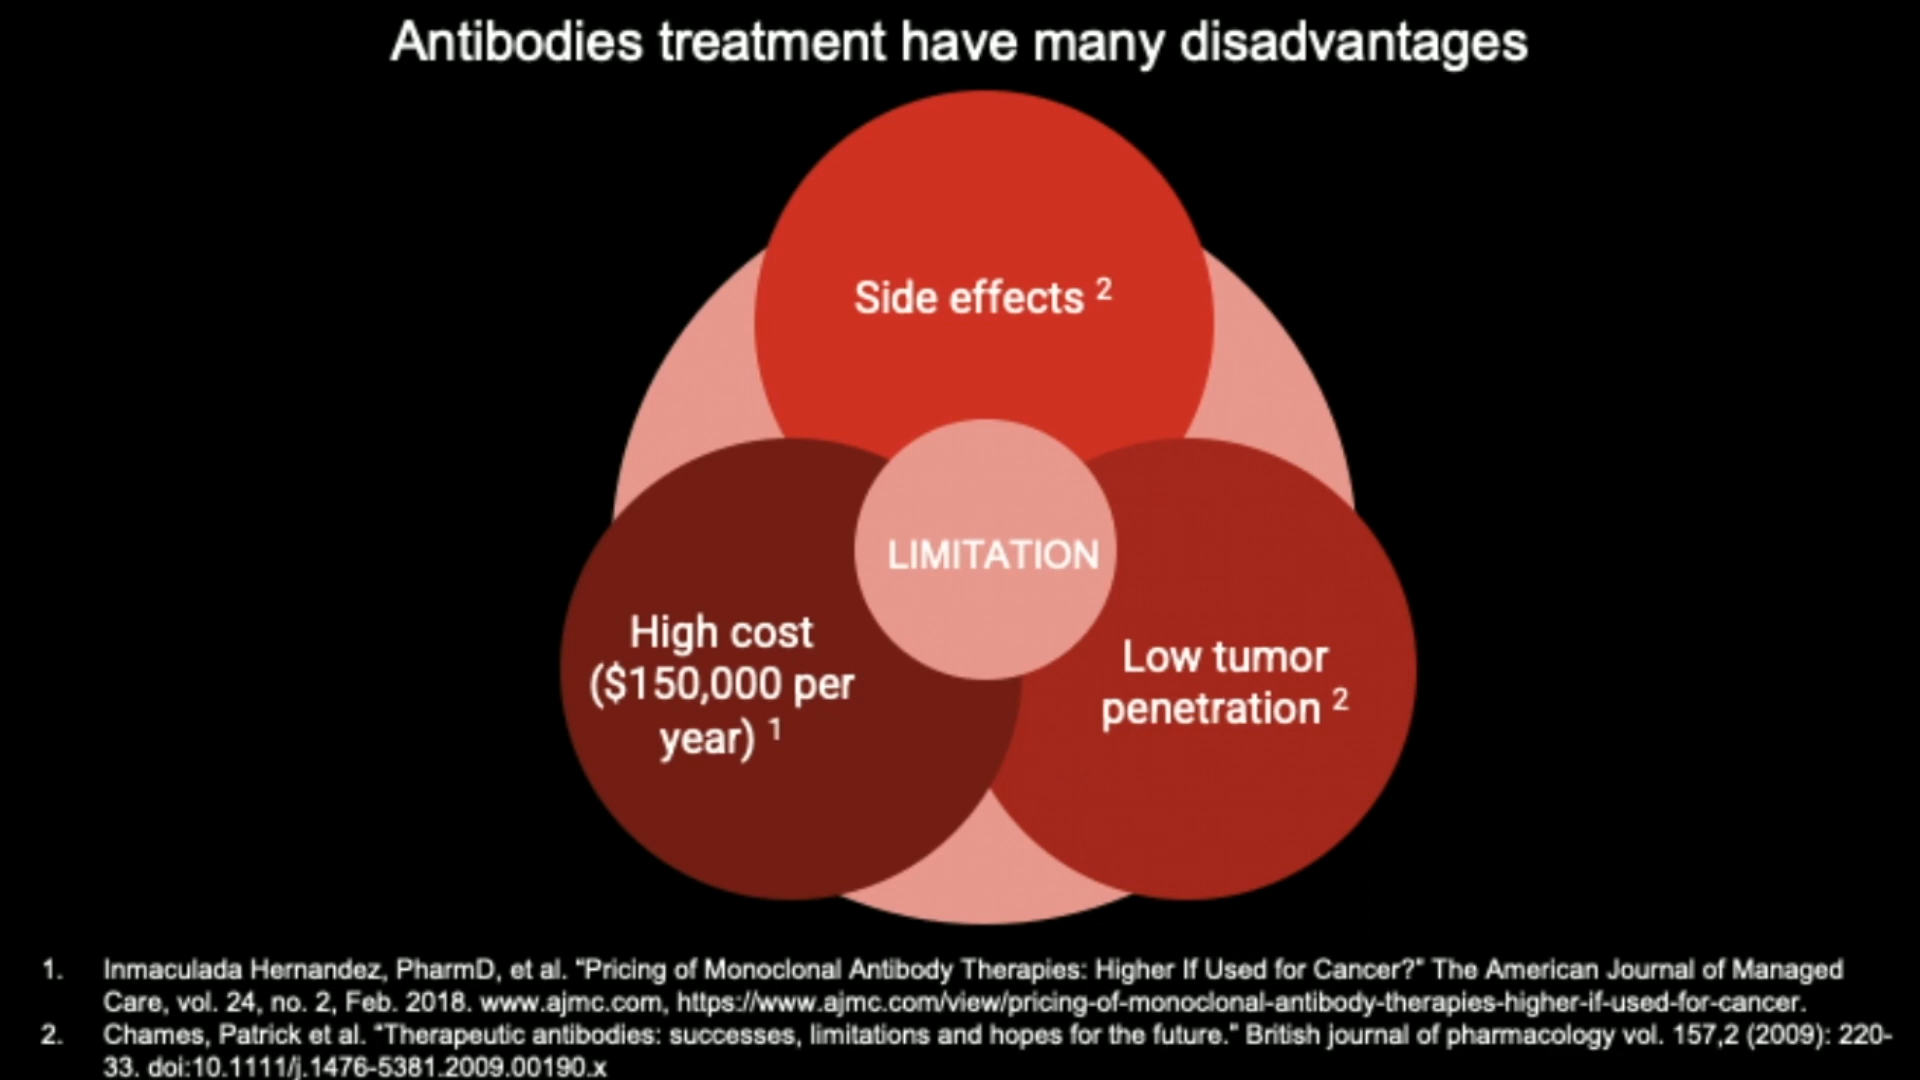 Antibodies treatment have many disadvantages
Side effects 2
LIMITATION
High cost
($150,000 per
year) 1
Low tumor
penetration 2
1. Inmaculada Hernandez, PharmD, et al. "Pricing of Monoclonal Antibody Therapies: Higher If Used for Cancer?" The American Journal of Managed
Care, vol. 24, no. 2, Feb. 2018. www.ajmc.com, https://www.ajmc.com/view/pricing-of-monoclonal-antibody-therapies-higher-if-used-for-cancer.
2. Chames, Patrick et al. "Therapeutic antibodies: successes, limitations and hopes for the future." British journal of pharmacology vol. 157,2 (2009): 220-
33. doi:10.1111/j.1476-5381.2009.00190.x